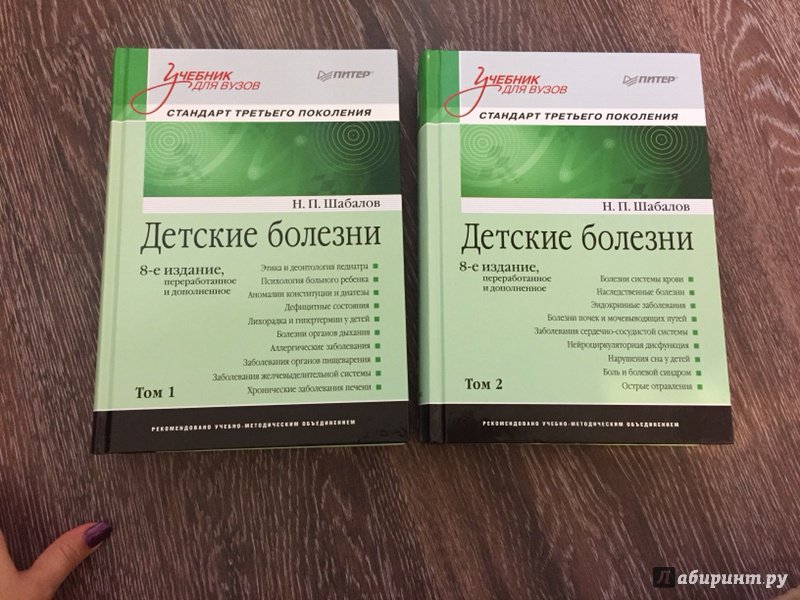 Учебник
для вузов
ПИТЕР
СТАНДАРТ ТРЕТЬЕГО ПОКОЛЕНИЯ
Н. П. Шабалов
Детские болезни
8-е издание,
переработанное
и дополненное
Этика и деонтология педиатра
Психология больного ребенка
Аномалии конституции и диатезы
Дефицитные состояния
Лихорадка и гипертермии у детей
Болезни органов дыхания
Аллергические заболевания
Заболевания органов пищеварения
Заболевания желчевыделительной системы
Хронические заболевания печени
Том 1
РЕКОМЕНДОВАНО УЧЕБНО-МЕТОДИЧЕСКИМ ОБЪЕДИНЕНИЕМ
Учебник
для вузов
ПИТЕР
СТАНДАРТ ТРЕТЬЕГО ПОКОЛЕНИЯ
Н. П. Шабалов
Детские болезни
8-е издание,
переработанное
и дополненное
Болезни системы крови
Наследственные болезни
Эндокринные заболевания
Болезни почек и мочевыводящих путей
Заболевания сердечно-сосудистой системы
Нейроциркуляторная дисфункция
Нарушения сна у детей
Боль и болевой синдром
Острые отравления
Том 2
РЕКОМЕНДОВАНО УЧЕБНО-МЕТОДИЧЕСКИМ ОБЪЕДИНЕНИЕМ
Лабиринт.ру